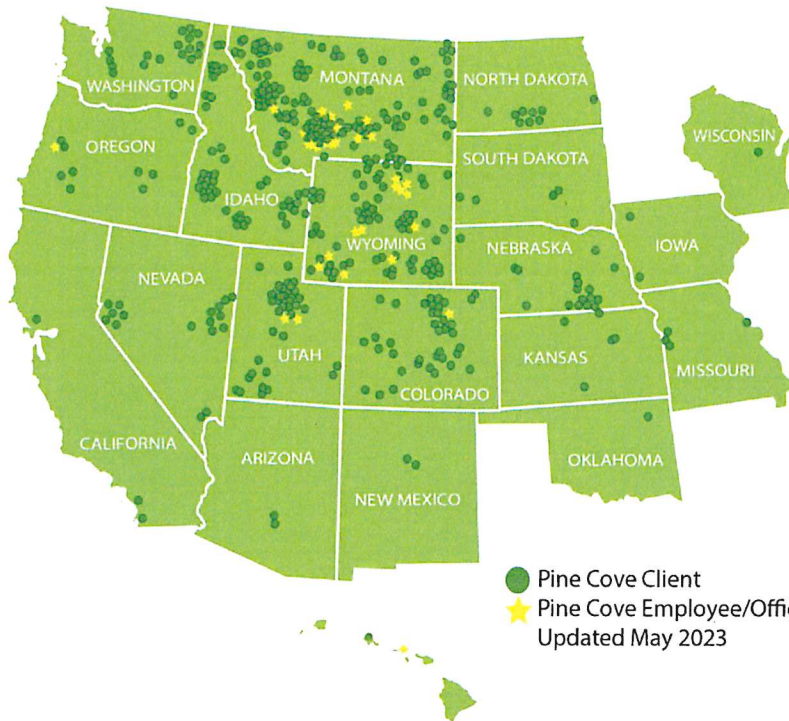 WASHINGTON
MONTANA
NORTH DAKOTA
OREGON
IDAHO
SOUTH DAKOTA
WISCONSIN
WYOMING
NEBRASKA
IOWA
NEVADA
UTAH
COLORADO
KANSAS
MISSOURI
CALIFORNIA
ARIZONA
NEW MEXICO
OKLAHOMA
Pine Cove Client
Pine Cove Employee/Offi
Updated May 2023